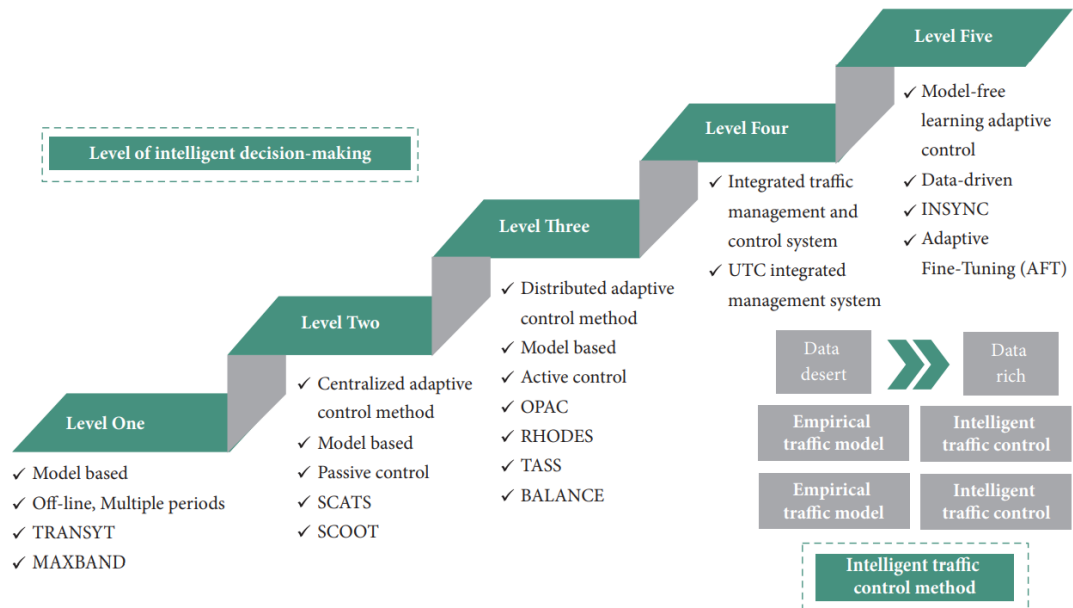 Level of intelligent decision-making
Level One
✓ Model based
✓ Off-line, Multiple periods
✓ TRANSYT
✓ MAXBAND
Level Two
✓ Centralized adaptive
control method
✓ Model based
✓ Passive control
✓ SCATS
✓ SCOOT
Level Three
✓ Distributed adaptive
control method
✓ Model based
✓ Active control
✓ OPAC
✓ RHODES
✓ TASS
✓ BALANCE
Level Four
✓ Integrated traffic
management and
control system
✓ UTC integrated
management system
Level Five
✓ Model-free
learning adaptive
control
✓ Data-driven
✓ INSYNC
✓ Adaptive
Fine-Tuning (AFT)
Data
desert
Data
rich
Empirical
traffic model
Intelligent
traffic control
Empirical
traffic model
Intelligent
traffic control
Intelligent traffic
control method